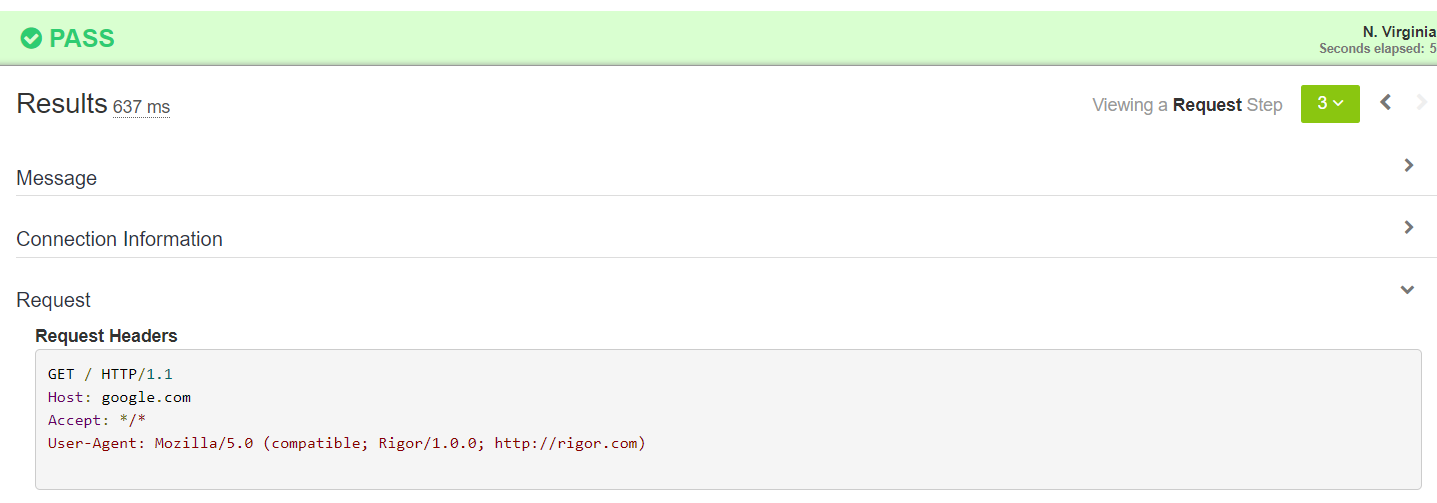 PASS
N. Virginia
Seconds elapsed: 5
Results 637 ms
Viewing a Request Step 3
Message
Connection Information
Request
Request Headers
GET / HTTP/1.1
Host: google.com
Accept: */*
User-Agent: Mozilla/5.0 (compatible; Rigor/1.0.0; http://rigor.com)